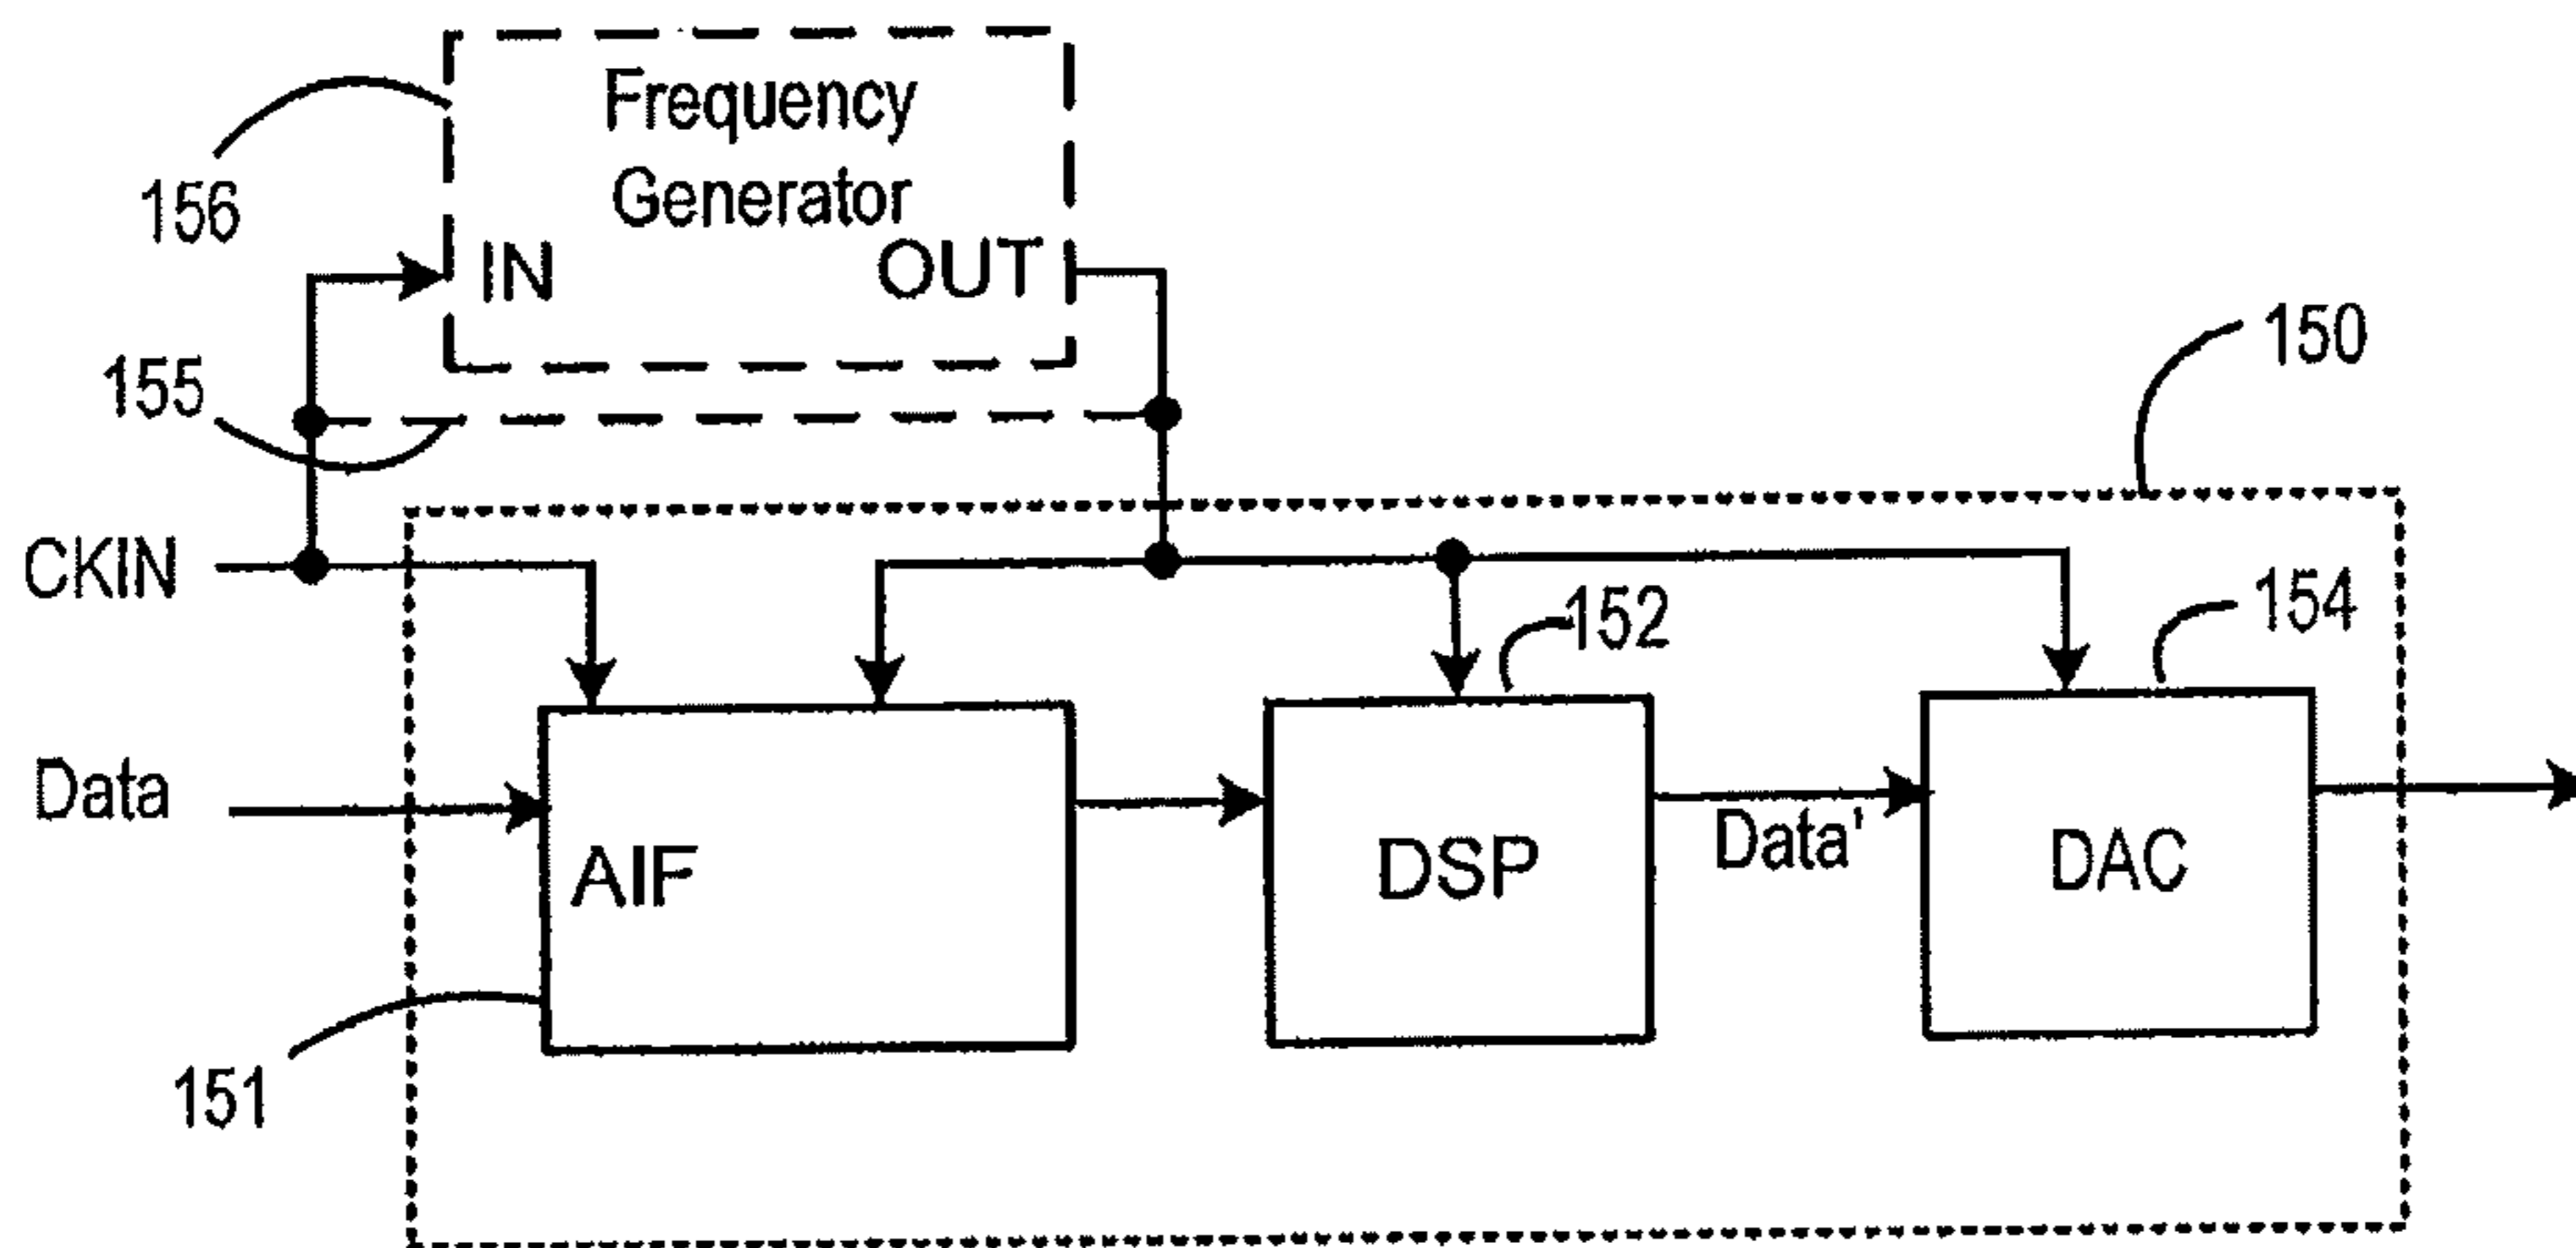 Frequency
Generator
156
IN
OUT
155
150
CKIN
152
154
Data
AIF
DSP
Data'
DAC
151